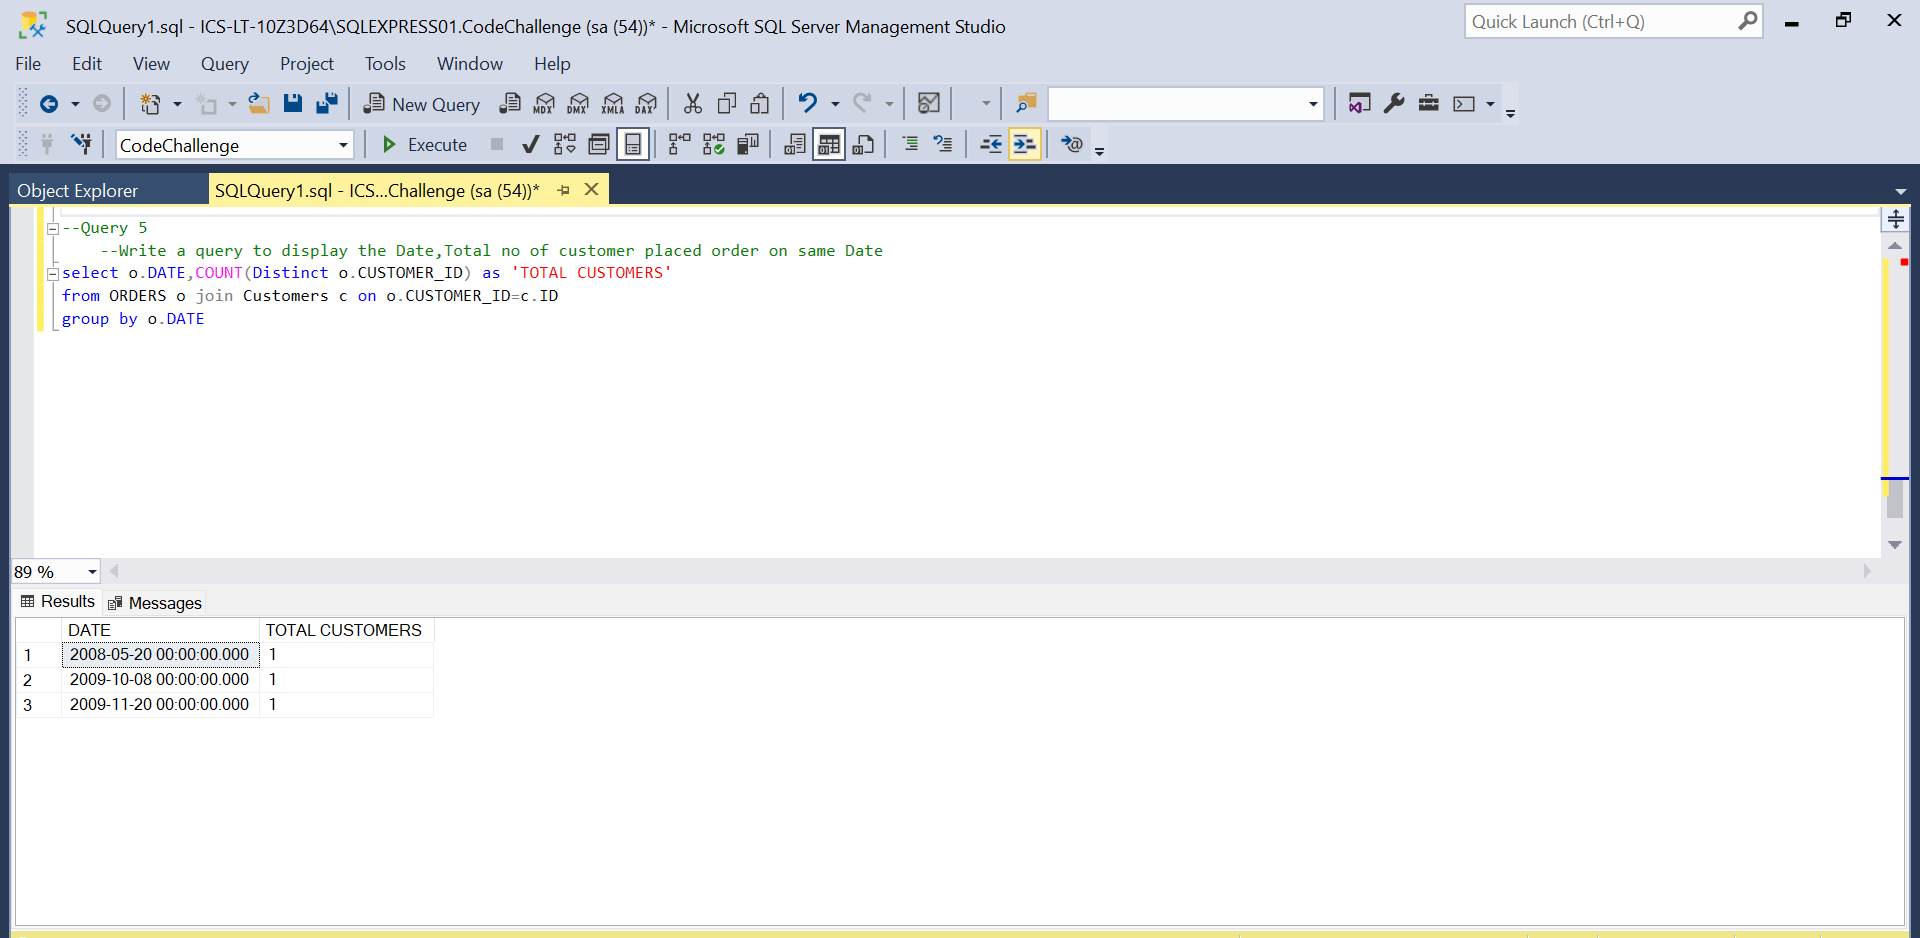 SQLQuery1.sql - ICS-LT-10Z3D64\SQLEXPRESS01.CodeChallenge (sa (54))* - Microsoft SQL Server Management Studio
Quick Launch (Ctrl+Q)
File Edit View Query Project Tools Window Help
New Query MDX DMX XMLA DAX
CodeChallenge Execute
Object Explorer SQLQuery1.sql - ICS...Challenge (sa (54))*
--Query 5
--Write a query to display the Date,Total no of customer placed order on same Date
select o.DATE,COUNT(Distinct o.CUSTOMER_ID) as 'TOTAL CUSTOMERS'
from ORDERS o join Customers c on o.CUSTOMER_ID=c.ID
group by o.DATE
89 %
Results Messages
DATE TOTAL CUSTOMERS
1 2008-05-20 00:00:00.000 1
2 2009-10-08 00:00:00.000 1
3 2009-11-20 00:00:00.000 1